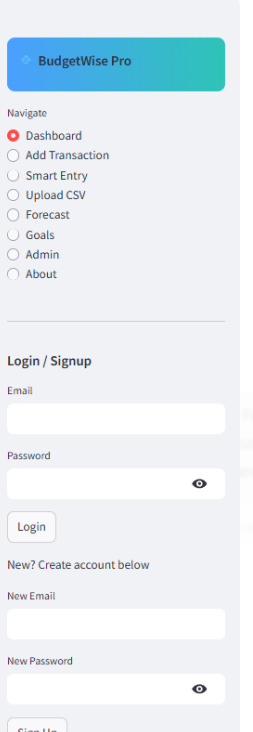 BudgetWise Pro
Navigate
Dashboard
Add Transaction
Smart Entry
Upload CSV
Forecast
Goals
Admin
About
Login / Signup
Email
Password
Login
New? Create account below
New Email
New Password
Sign Up